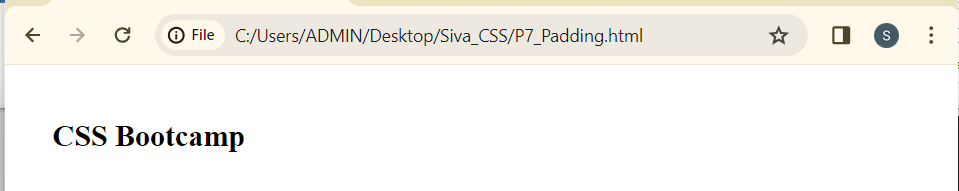 File C:/Users/ADMIN/Desktop/Siva_CSS/P7_Padding.html S
CSS Bootcamp